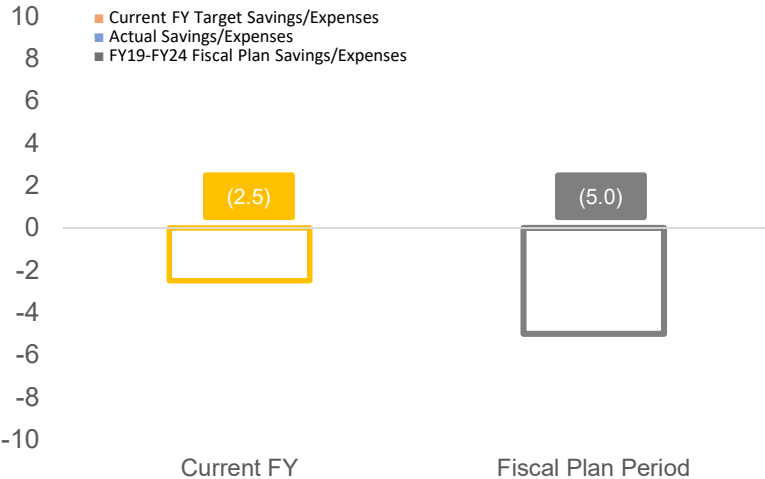 10
8
6
4
2
0
-2
-4
-6
-8
-10
Current FY Target Savings/Expenses
Actual Savings/Expenses
FY19-FY24 Fiscal Plan Savings/Expenses
(2.5)
(5.0)
Current FY
Fiscal Plan Period